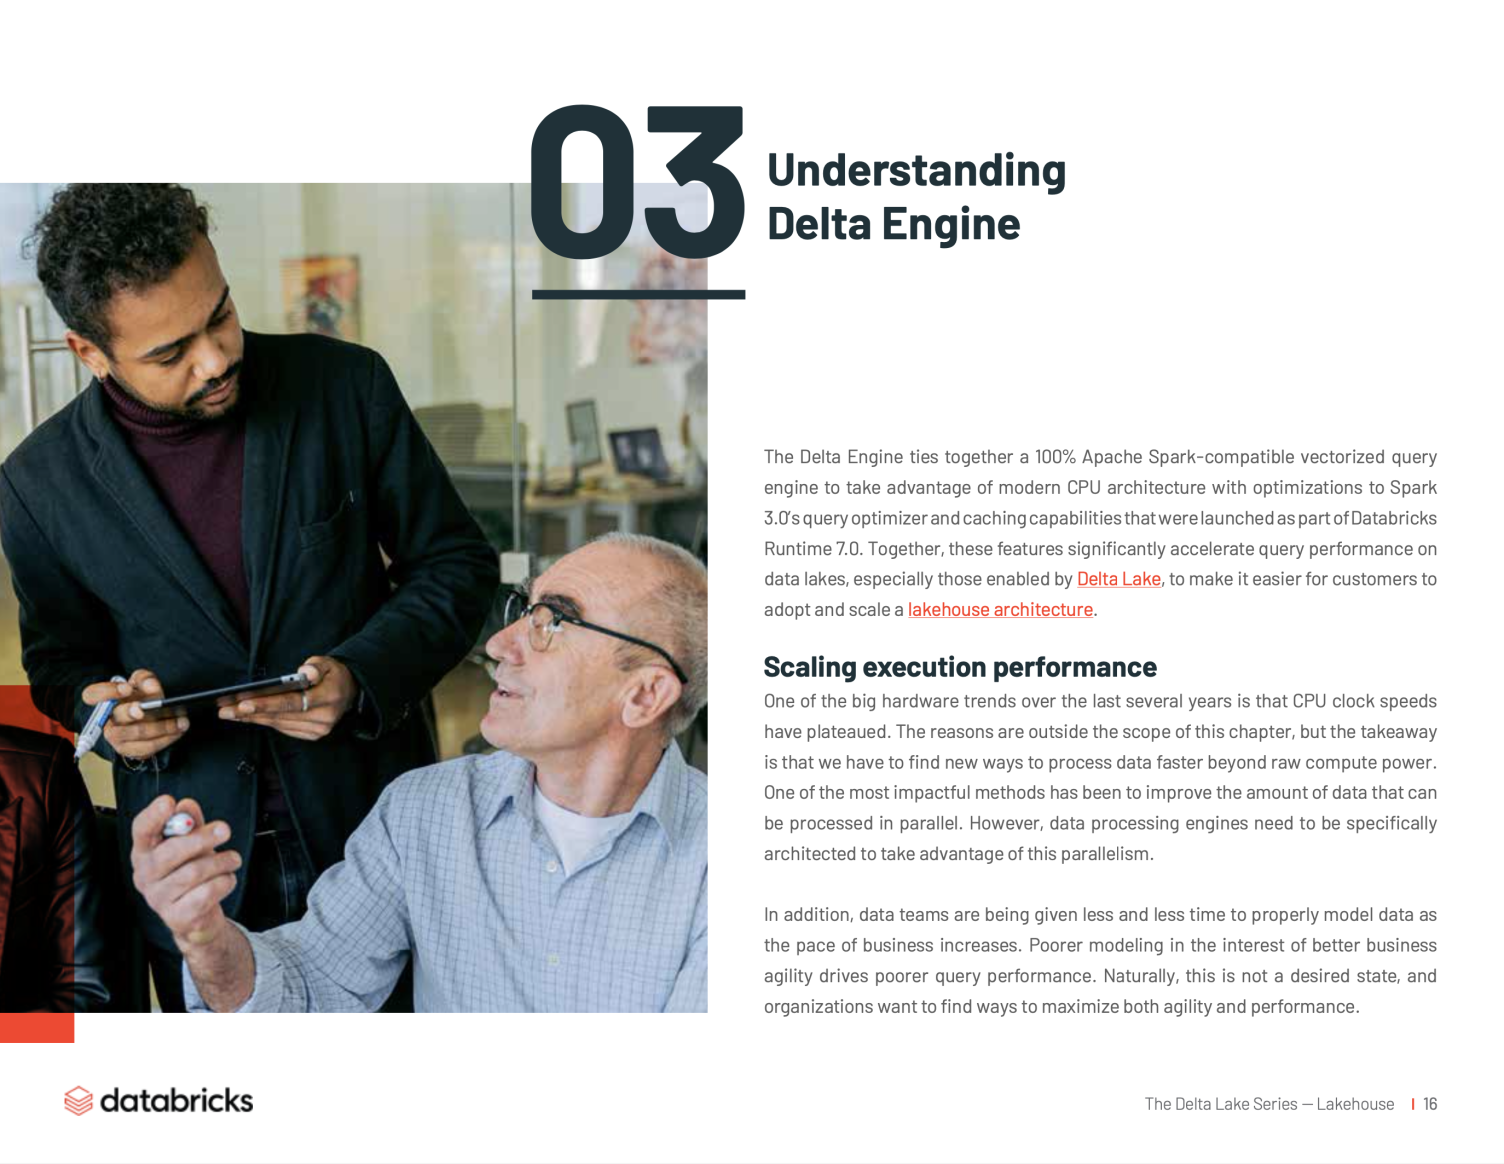 03
Understanding
Delta Engine
The Delta Engine ties together a 100% Apache Spark-compatible vectorized query
engine to take advantage of modern CPU architecture with optimizations to Spark
3.0's query optimizer and caching capabilities that were launched as part of Databricks
Runtime 7.0. Together, these features significantly accelerate query performance on
data lakes, especially those enabled by Delta Lake, to make it easier for customers to
adopt and scale a lakehouse architecture.
Scaling execution performance
One of the big hardware trends over the last several years is that CPU clock speeds
have plateaued. The reasons are outside the scope of this chapter, but the takeaway
is that we have to find new ways to process data faster beyond raw compute power.
One of the most impactful methods has been to improve the amount of data that can
be processed in parallel. However, data processing engines need to be specifically
architected to take advantage of this parallelism.
In addition, data teams are being given less and less time to properly model data as
the pace of business increases. Poorer modeling in the interest of better business
agility drives poorer query performance. Naturally, this is not a desired state, and
organizations want to find ways to maximize both agility and performance.
databricks
The Delta Lake Series — Lakehouse | 16